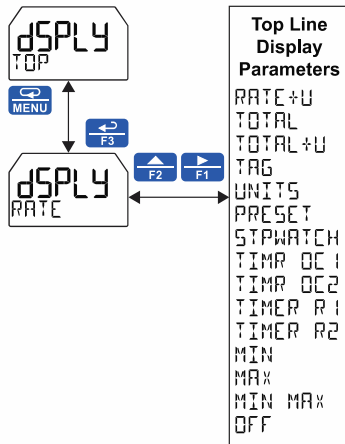 dSPLY
TOP
MENU
F3
dSPLY
RATE
F2
F1
Top Line
Display
Parameters
RATE+U
TOTAL
TOTAL+U
TAG
UNITS
PRESET
STPWATCH
TIMR OC1
TIMR OC2
TIMER R1
TIMER R2
MIN
MAX
MIN MAX
OFF